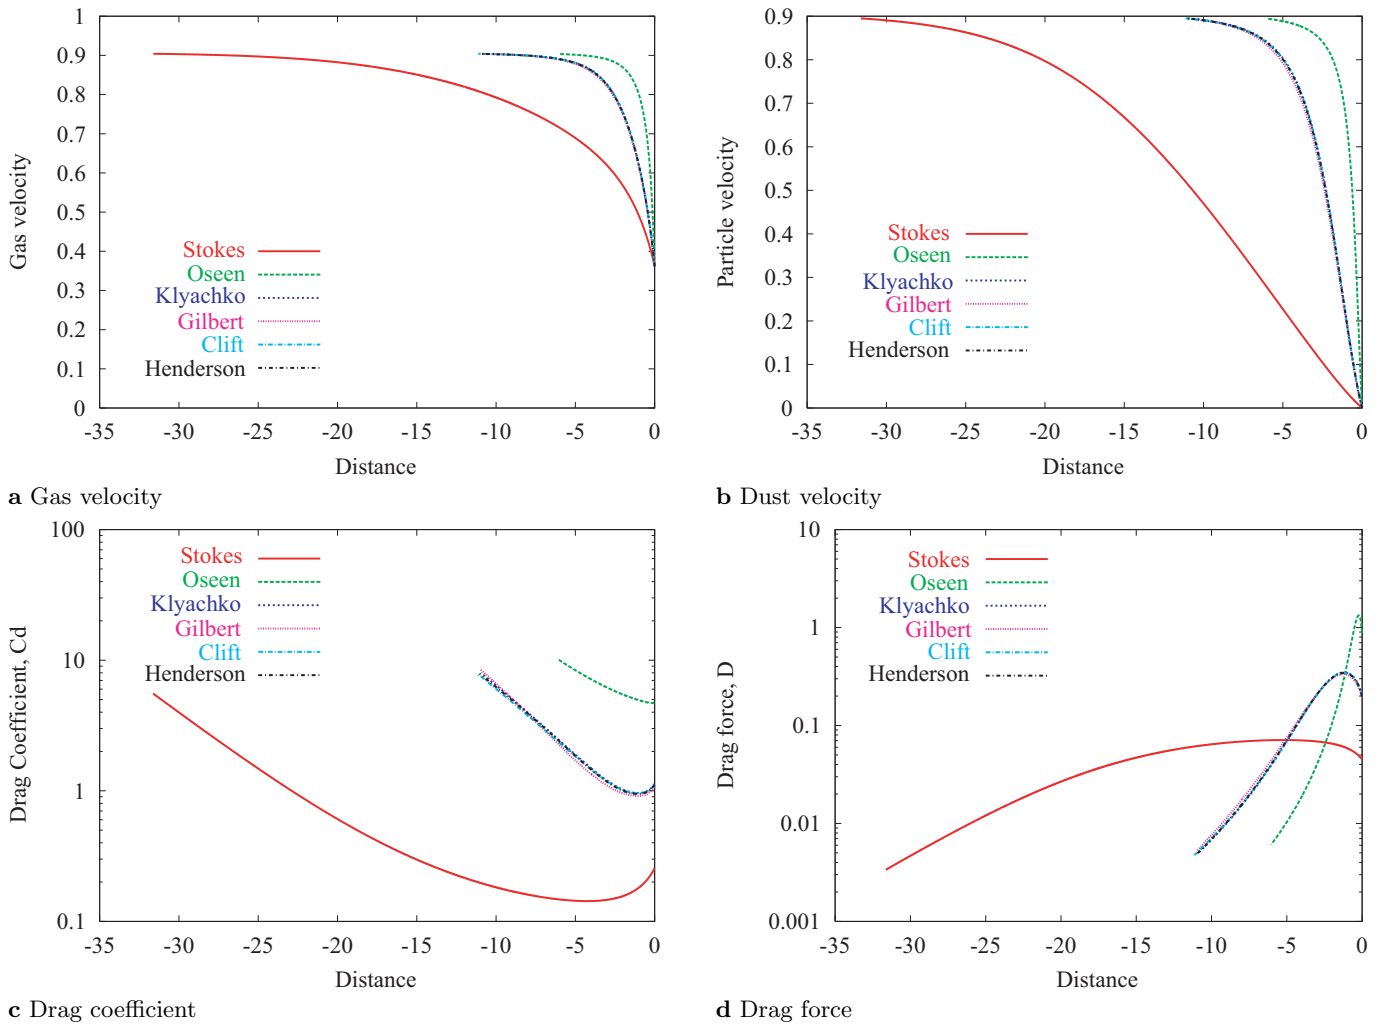 1
0.9
0.8
0.7
0.6
0.5
0.4
0.3
0.2
0.1
0
Gas velocity
Stokes
Oseen
Klyachko
Gilbert
Clift
Henderson
-35 -30 -25 -20 -15 -10 -5 0
Distance
a Gas velocity
0.9
0.8
0.7
0.6
0.5
0.4
0.3
0.2
0.1
0
Particle velocity
Stokes
Oseen
Klyachko
Gilbert
Clift
Henderson
-35 -30 -25 -20 -15 -10 -5 0
Distance
b Dust velocity
100
10
1
0.1
Drag Coefficient, Cd
Stokes
Oseen
Klyachko
Gilbert
Clift
Henderson
-35 -30 -25 -20 -15 -10 -5 0
Distance
c Drag coefficient
10
1
0.1
0.01
0.001
Drag force, D
Stokes
Oseen
Klyachko
Gilbert
Clift
Henderson
-35 -30 -25 -20 -15 -10 -5 0
Distance
d Drag force